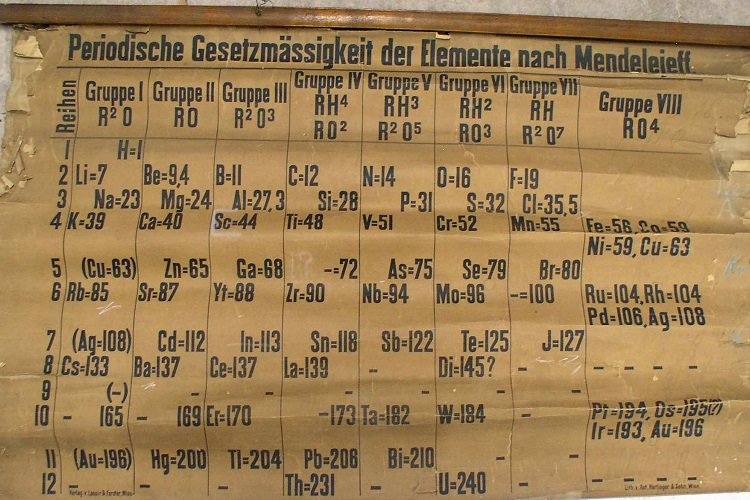 Periodische Gesetzmässigkeit der Elemente nach Mendelejeff.
Reihen Gruppe I Gruppe II Gruppe III Gruppe IV Gruppe V Gruppe VI Gruppe VII Gruppe VIII
RH⁴ RH³ RH² RH
R²O RO R²O³ RO² R²O⁵ RO³ R²O⁷ RO⁴
1 H=1
2 Li=7 Be=9,4 B=11 C=12 N=14 O=16 F=19
3 Na=23 Mg=24 Al=27,3 Si=28 P=31 S=32 Cl=35,5
4 K=39 Ca=40 Sc=44 Ti=48 V=51 Cr=52 Mn=55 Fe=56, Co=59
Ni=59, Cu=63
5 (Cu=63) Zn=65 Ga=68 -=72 As=75 Se=79 Br=80
6 Rb=85 Sr=87 Yt=88 Zr=90 Nb=94 Mo=96 -=100 Ru=104, Rh=104
Pd=106, Ag=108
7 (Ag=108) Cd=112 In=113 Sn=118 Sb=122 Te=125 J=127
8 Cs=133 Ba=137 Ce=137 La=139 - Di=145? - - - - -
9 (-) - - - - - -
10 - 165 - 169 Er=170 -173 Ta=182 W=184 - Pt=194, Os=195(?)
Ir=193, Au=196
11 (Au=196) Hg=200 Tl=204 Pb=206 Bi=210 - -
12 - - - Th=231 - U=240 - - - - -
Verlag v. Lenoir & Forster, Wien